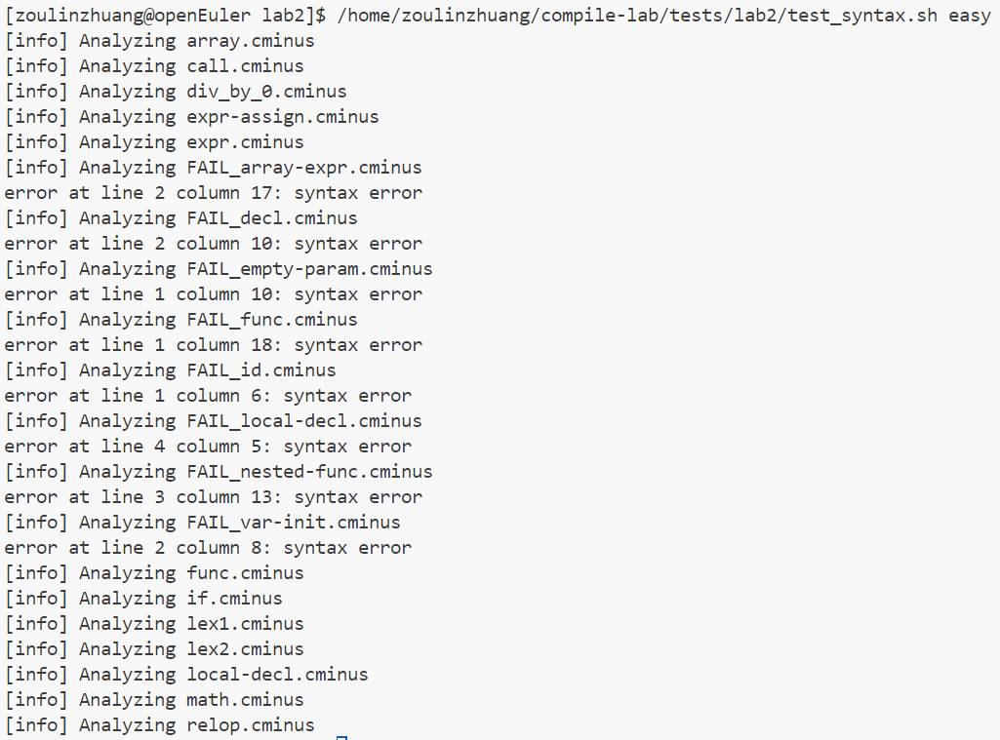 [zoulinzhuang@openEuler lab2]$ /home/zoulinzhuang/compile-lab/tests/lab2/test_syntax.sh easy
[info] Analyzing array.cminus
[info] Analyzing call.cminus
[info] Analyzing div_by_0.cminus
[info] Analyzing expr-assign.cminus
[info] Analyzing expr.cminus
[info] Analyzing FAIL_array-expr.cminus
error at line 2 column 17: syntax error
[info] Analyzing FAIL_decl.cminus
error at line 2 column 10: syntax error
[info] Analyzing FAIL_empty-param.cminus
error at line 1 column 10: syntax error
[info] Analyzing FAIL_func.cminus
error at line 1 column 18: syntax error
[info] Analyzing FAIL_id.cminus
error at line 1 column 6: syntax error
[info] Analyzing FAIL_local-decl.cminus
error at line 4 column 5: syntax error
[info] Analyzing FAIL_nested-func.cminus
error at line 3 column 13: syntax error
[info] Analyzing FAIL_var-init.cminus
error at line 2 column 8: syntax error
[info] Analyzing func.cminus
[info] Analyzing if.cminus
[info] Analyzing lex1.cminus
[info] Analyzing lex2.cminus
[info] Analyzing local-decl.cminus
[info] Analyzing math.cminus
[info] Analyzing relop.cminus